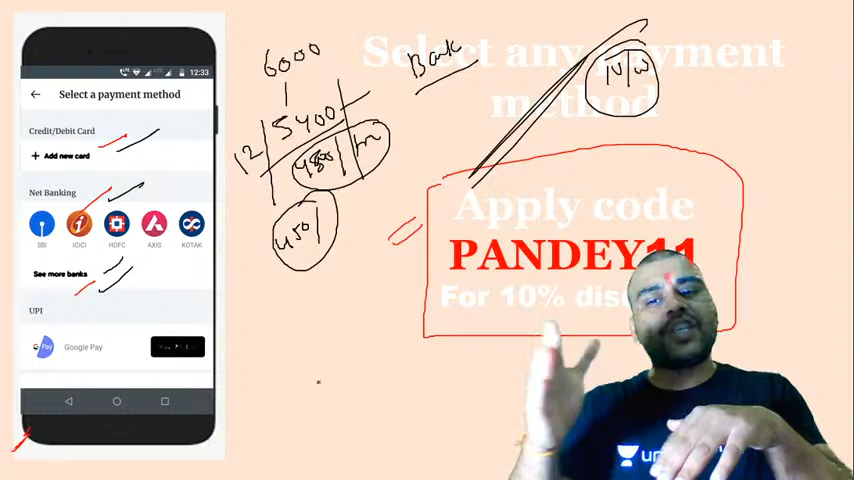 12:33
Select a payment method
Credit/Debit Card
+ Add new card
Net Banking
SBI
ICICI
HDFC
AXIS
KOTAK
See more banks
UPI
G Pay
Google Pay
6000
12
5400
450/
Bank
Select any payment
method
Apply code
PANDEY11
For 10%